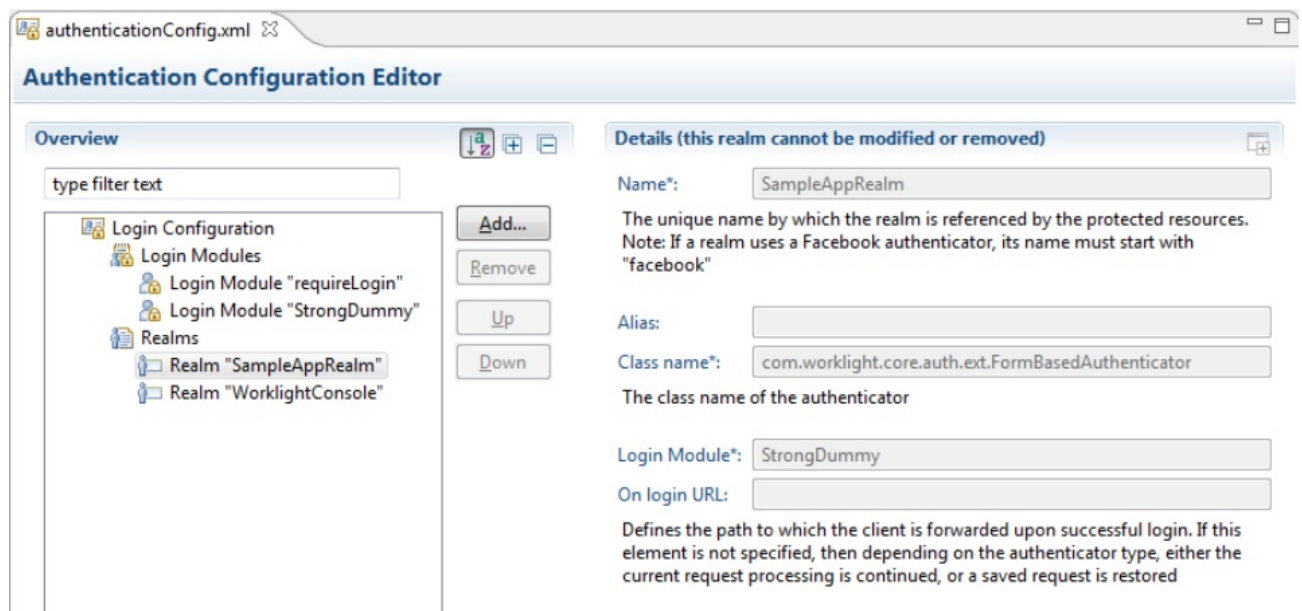 authenticationConfig.xml
Authentication Configuration Editor
Overview
type filter text
Login Configuration
Login Modules
Login Module "requireLogin"
Login Module "StrongDummy"
Realms
Realm "SampleAppRealm"
Realm "WorklightConsole"
Add...
Remove
Up
Down
Details (this realm cannot be modified or removed)
Name*: SampleAppRealm
The unique name by which the realm is referenced by the protected resources.
Note: If a realm uses a Facebook authenticator, its name must start with
"facebook"
Alias:
Class name*: com.worklight.core.auth.ext.FormBasedAuthenticator
The class name of the authenticator
Login Module*: StrongDummy
On login URL:
Defines the path to which the client is forwarded upon successful login. If this
element is not specified, then depending on the authenticator type, either the
current request processing is continued, or a saved request is restored